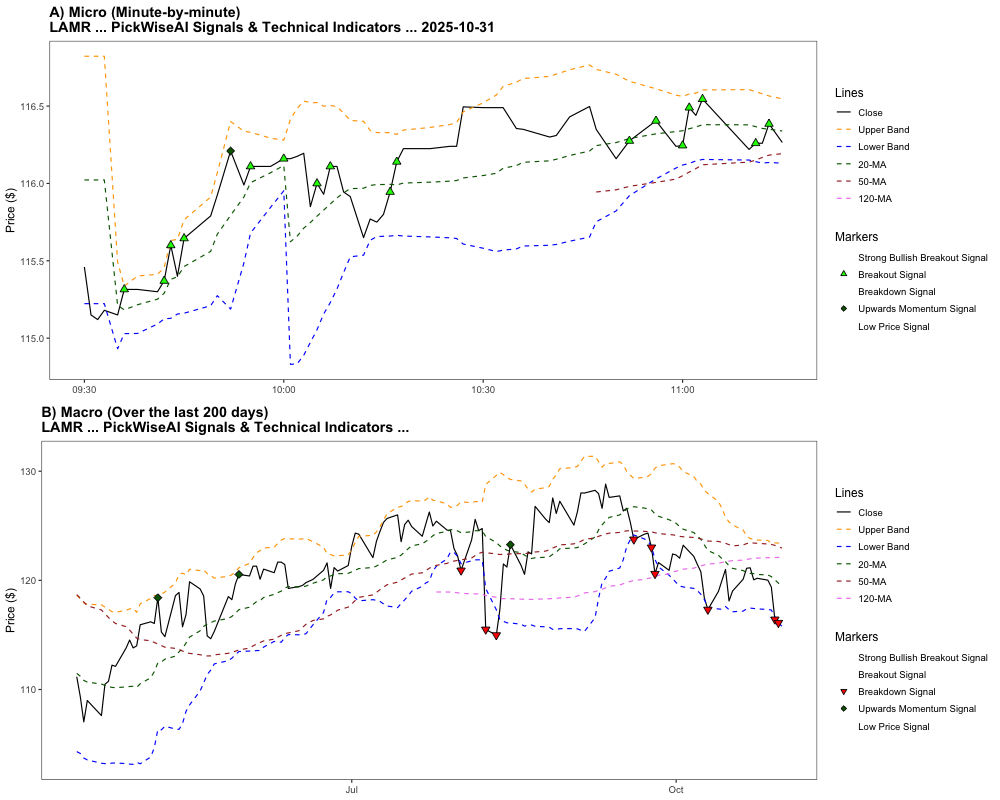 A) Micro (Minute-by-minute)
LAMR ... PickWiseAI Signals & Technical Indicators ... 2025-10-31
Price ($)
116.5
116.0
115.5
115.0
09:30
10:00
10:30
11:00
Lines
Close
Upper Band
Lower Band
20-MA
50-MA
120-MA
Markers
Strong Bullish Breakout Signal
Breakout Signal
Breakdown Signal
Upwards Momentum Signal
Low Price Signal
B) Macro (Over the last 200 days)
LAMR ... PickWiseAI Signals & Technical Indicators ...
Price ($)
130
120
110
Jul
Oct
Lines
Close
Upper Band
Lower Band
20-MA
50-MA
120-MA
Markers
Strong Bullish Breakout Signal
Breakout Signal
Breakdown Signal
Upwards Momentum Signal
Low Price Signal